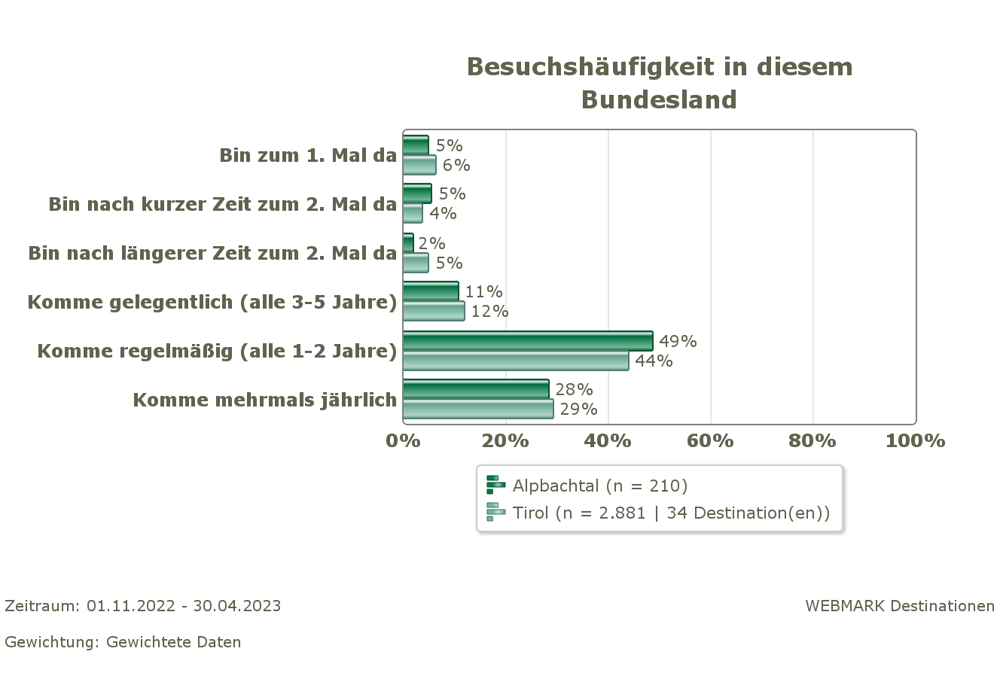 Besuchshäufigkeit in diesem
Bundesland
Bin zum 1. Mal da
5%
6%
Bin nach kurzer Zeit zum 2. Mal da
5%
4%
Bin nach längerer Zeit zum 2. Mal da
2%
5%
Komme gelegentlich (alle 3-5 Jahre)
11%
12%
Komme regelmäßig (alle 1-2 Jahre)
49%
44%
Komme mehrmals jährlich
28%
29%
0% 20% 40% 60% 80% 100%
Alpbachtal (n = 210)
Tirol (n = 2.881 | 34 Destination(en))
Zeitraum: 01.11.2022 - 30.04.2023
WEBMARK Destinationen
Gewichtung: Gewichtete Daten